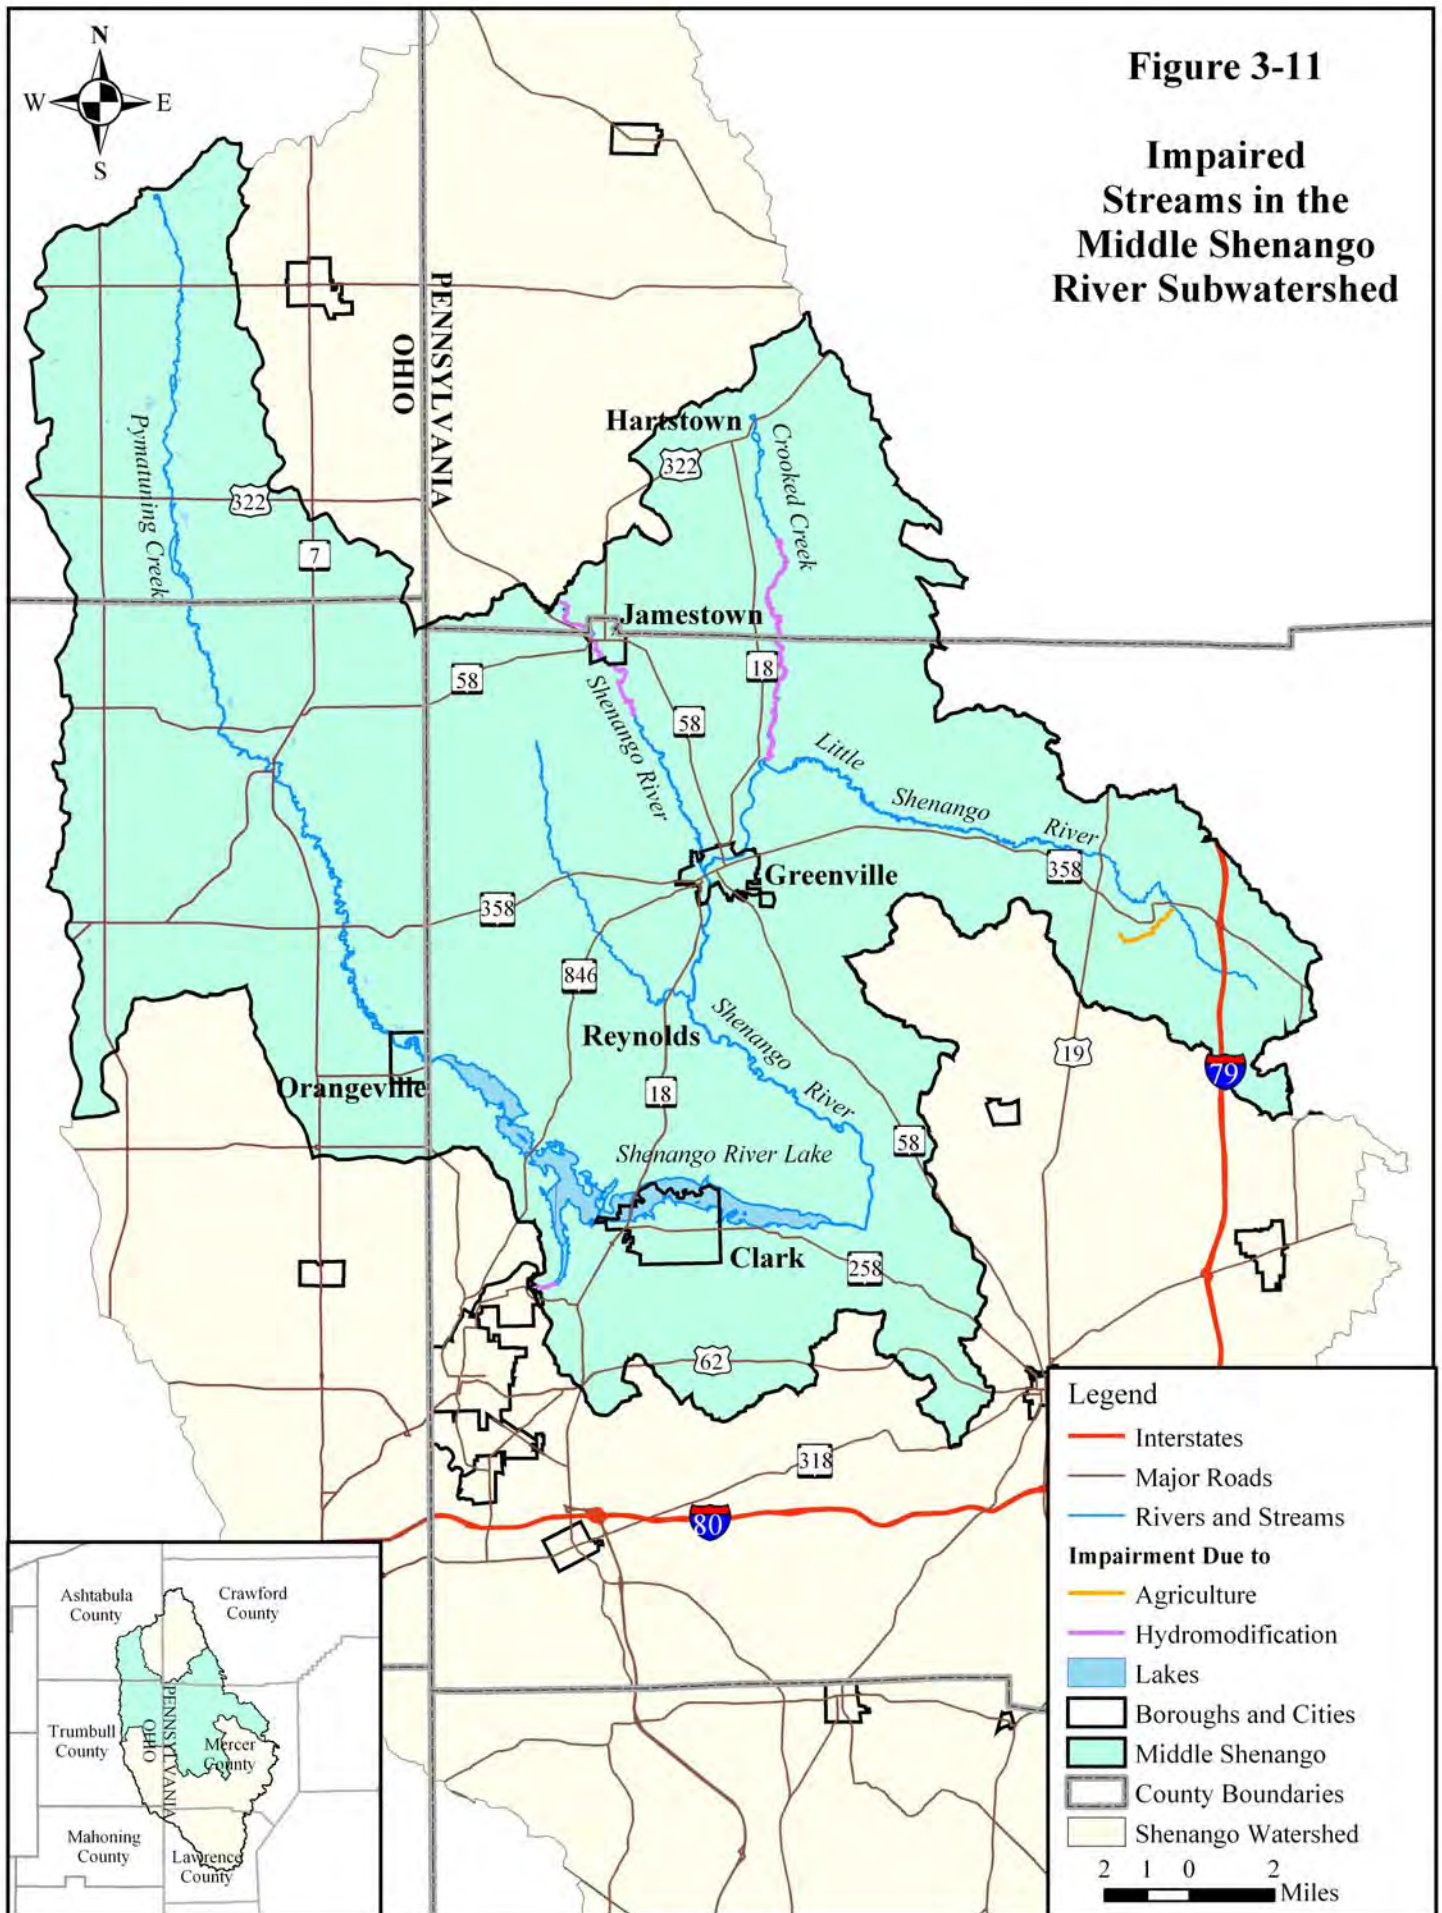 Figure 3-11
Impaired
Streams in the
Middle Shenango
River Subwatershed
N
W
E
S
PENNSYLVANIA
OHIO
Hartstown
322
Crooked Creek
Pymatuning Creek
322
7
Jamestown
58
18
58
Shenango River
Little
Shenango
River
358
Greenville
358
846
Shenango
River
Reynolds
19
79
Orangeville
18
58
Shenango River Lake
Clark
258
62
318
80
Legend
Interstates
Major Roads
Rivers and Streams
Impairment Due to
Agriculture
Hydromodification
Lakes
Boroughs and Cities
Middle Shenango
County Boundaries
Shenango Watershed
2 1 0 2
Miles
Ashtabula
County
Crawford
County
PENNSYLVANIA
OHIO
Trumbull
County
Mercer
County
Mahoning
County
Lawrence
County